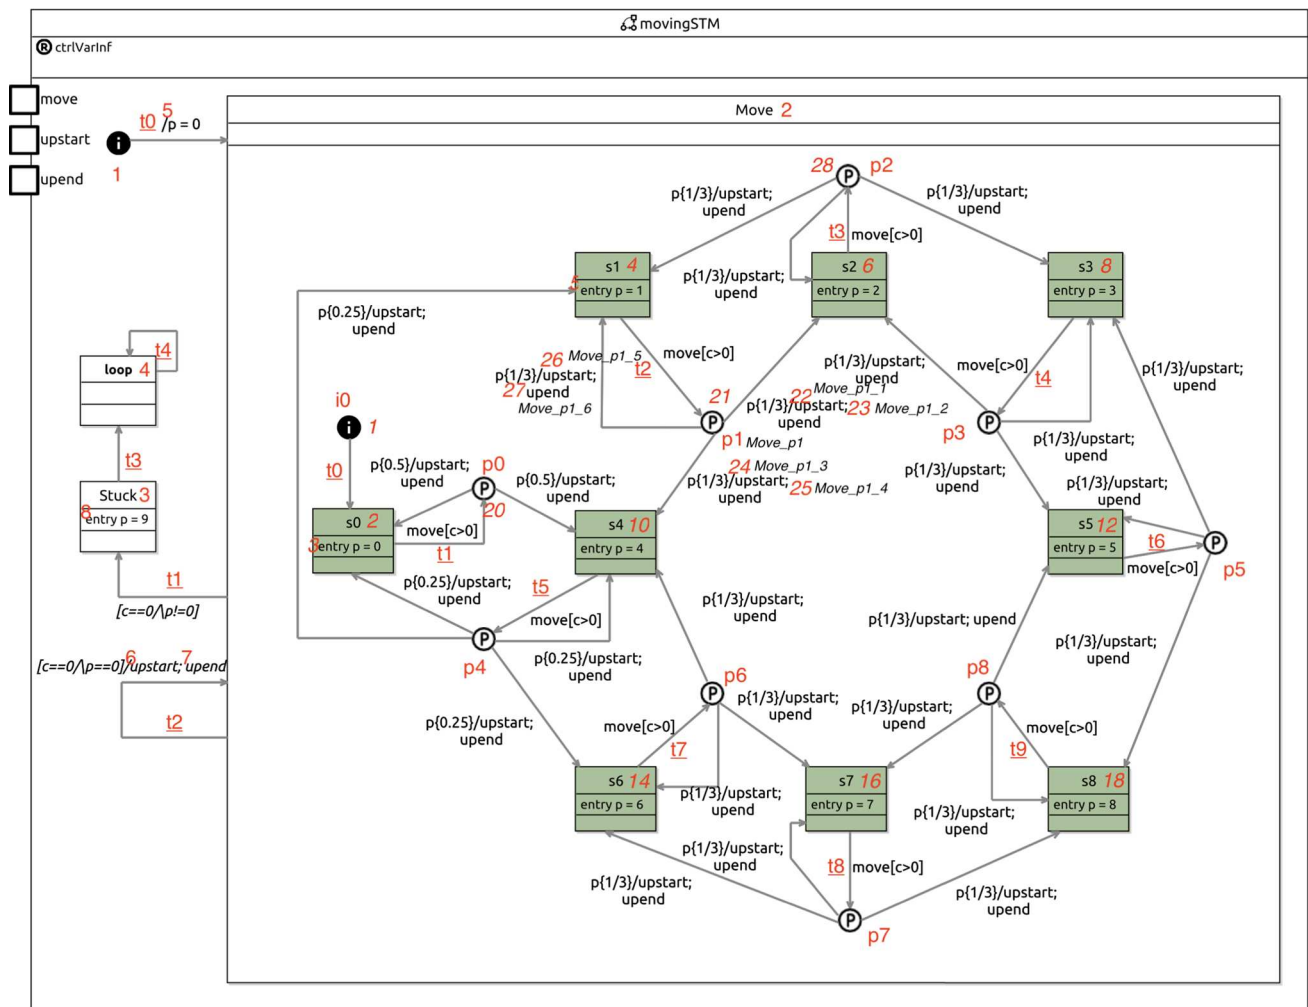 movingSTM
R ctrlVarInf
move
upstart
upend
i
1
t0 5
/p = 0
Move 2
28 P p2
p{1/3}/upstart;
upend
p{1/3}/upstart;
upend
t3 move[c>0]
p{1/3}/upstart;
upend
s1 4
5
entry p = 1
s2 6
entry p = 2
s3 8
entry p = 3
p{0.25}/upstart;
upend
26 Move_p1_5
p{1/3}/upstart;
27 upend
Move_p1_6
t2
move[c>0]
21
P
p1 Move_p1
22 Move_p1_1
p{1/3}/upstart;
upend
23 Move_p1_2
24 Move_p1_3
p{1/3}/upstart;
upend
25 Move_p1_4
p{1/3}/upstart;
upend
move[c>0]
t4
P
p3
p{1/3}/upstart;
upend
p{1/3}/upstart;
upend
p{1/3}/upstart;
upend
p{1/3}/upstart;
upend
t4
loop 4
t3
Stuck 3
8
entry p = 9
t1
[c==0/\p!=0]
6 7
[c==0/\p==0]/upstart; upend
t2
i0
i 1
t0
p{0.5}/upstart;
upend
p0
P
20
p{0.5}/upstart;
upend
s0 2
3
entry p = 0
move[c>0]
t1
s4 10
entry p = 4
s5 12
entry p = 5
t6
move[c>0]
P
p5
p{0.25}/upstart;
upend
t5
move[c>0]
P
p4
p{0.25}/upstart;
upend
p{1/3}/upstart;
upend
p{1/3}/upstart; upend
p{1/3}/upstart;
upend
p{0.25}/upstart;
upend
P
p6
move[c>0]
t7
p{1/3}/upstart;
upend
p{1/3}/upstart;
upend
P
p8
move[c>0]
t9
s6 14
entry p = 6
p{1/3}/upstart;
upend
s7 16
entry p = 7
s8 18
entry p = 8
p{1/3}/upstart;
upend
p{1/3}/upstart;
upend
t8
move[c>0]
p{1/3}/upstart;
upend
p{1/3}/upstart;
upend
P
p7